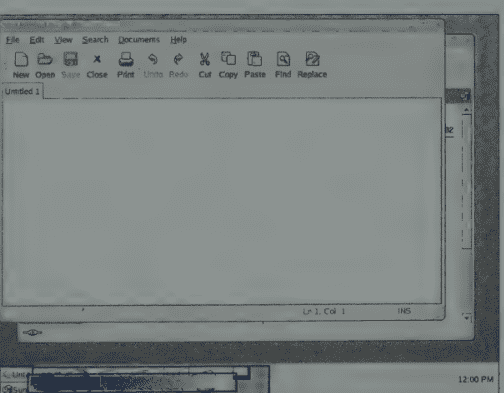 File Edit View Search Documents Help
New Open Save Close Print Undo Redo Cut Copy Paste Find Replace
Untitled 1
Ln 1, Col 1 INS
12:00 PM